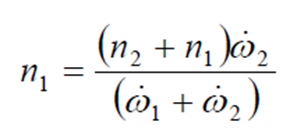 n₁ = (n₂ + n₁)ω̇₂ / (ω̇₁ + ω̇₂)